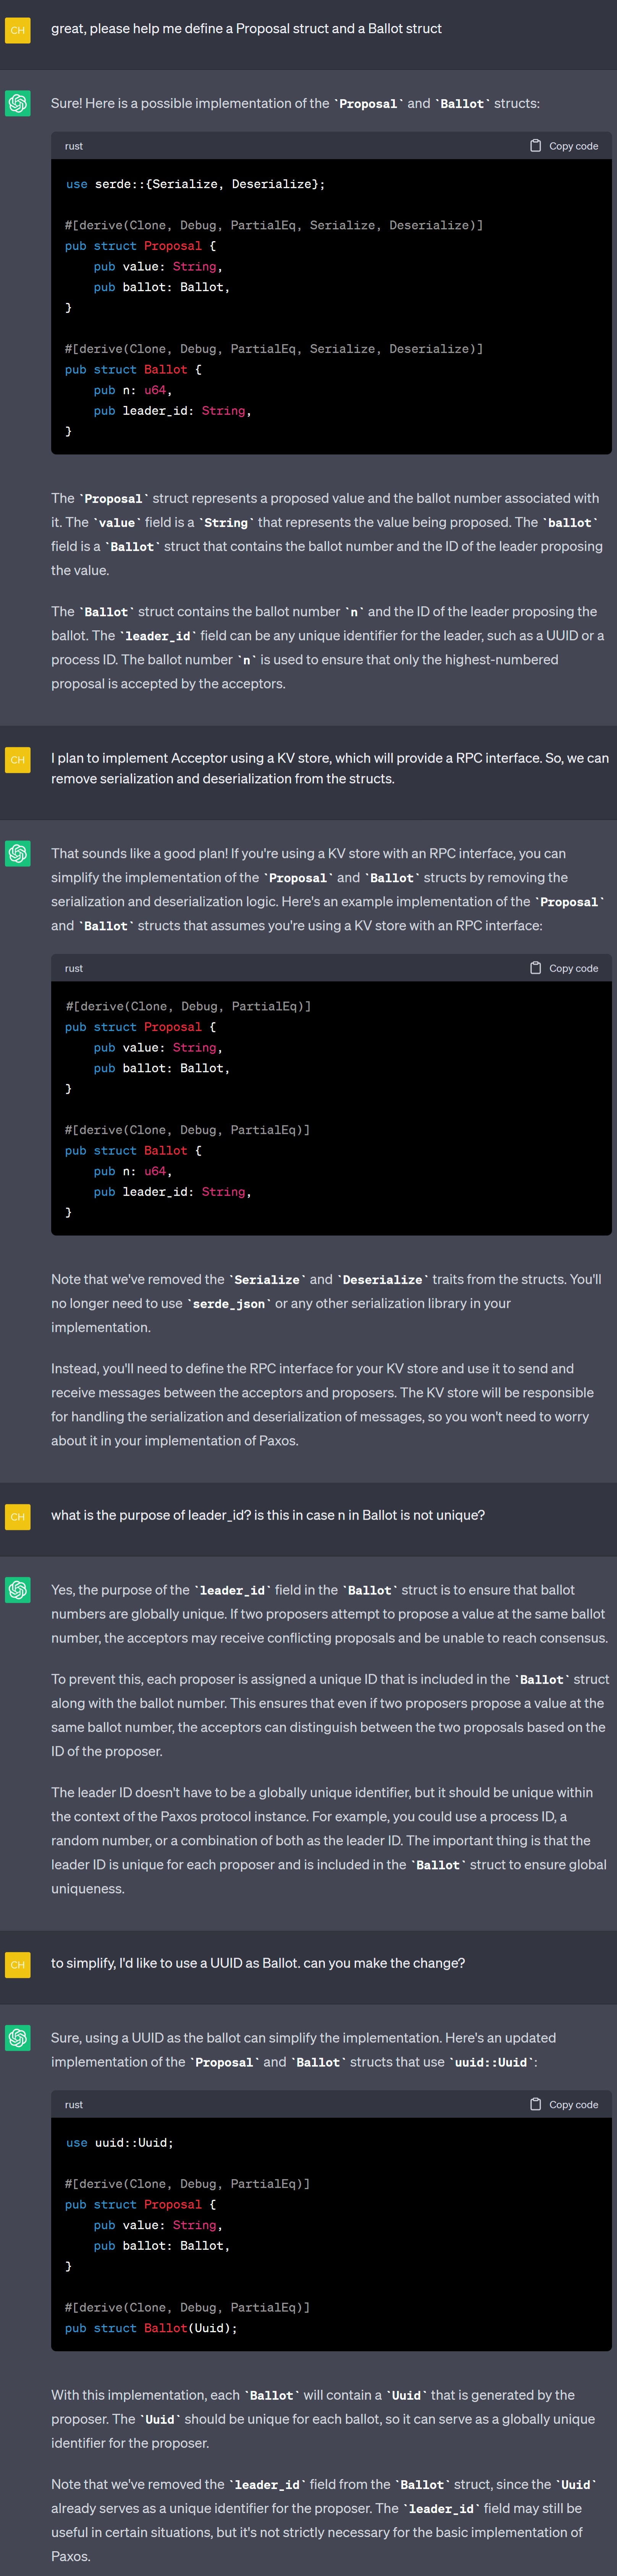 CH
great, please help me define a Proposal struct and a Ballot struct
Sure! Here is a possible implementation of the `Proposal` and `Ballot` structs:
rust
Copy code
use serde::{Serialize, Deserialize};
#[derive(Clone, Debug, PartialEq, Serialize, Deserialize)]
pub struct Proposal {
    pub value: String,
    pub ballot: Ballot,
}
#[derive(Clone, Debug, PartialEq, Serialize, Deserialize)]
pub struct Ballot {
    pub n: u64,
    pub leader_id: String,
}
The `Proposal` struct represents a proposed value and the ballot number associated with
it. The `value` field is a `String` that represents the value being proposed. The `ballot`
field is a `Ballot` struct that contains the ballot number and the ID of the leader proposing
the value.
The `Ballot` struct contains the ballot number `n` and the ID of the leader proposing the
ballot. The `leader_id` field can be any unique identifier for the leader, such as a UUID or a
process ID. The ballot number `n` is used to ensure that only the highest-numbered
proposal is accepted by the acceptors.
CH
I plan to implement Acceptor using a KV store, which will provide a RPC interface. So, we can
remove serialization and deserialization from the structs.
That sounds like a good plan! If you're using a KV store with an RPC interface, you can
simplify the implementation of the `Proposal` and `Ballot` structs by removing the
serialization and deserialization logic. Here's an example implementation of the `Proposal`
and `Ballot` structs that assumes you're using a KV store with an RPC interface:
rust
Copy code
#[derive(Clone, Debug, PartialEq)]
pub struct Proposal {
    pub value: String,
    pub ballot: Ballot,
}
#[derive(Clone, Debug, PartialEq)]
pub struct Ballot {
    pub n: u64,
    pub leader_id: String,
}
Note that we've removed the `Serialize` and `Deserialize` traits from the structs. You'll
no longer need to use `serde_json` or any other serialization library in your
implementation.
Instead, you'll need to define the RPC interface for your KV store and use it to send and
receive messages between the acceptors and proposers. The KV store will be responsible
for handling the serialization and deserialization of messages, so you won't need to worry
about it in your implementation of Paxos.
CH
what is the purpose of leader_id? is this in case n in Ballot is not unique?
Yes, the purpose of the `leader_id` field in the `Ballot` struct is to ensure that ballot
numbers are globally unique. If two proposers attempt to propose a value at the same ballot
number, the acceptors may receive conflicting proposals and be unable to reach consensus.
To prevent this, each proposer is assigned a unique ID that is included in the `Ballot` struct
along with the ballot number. This ensures that even if two proposers propose a value at the
same ballot number, the acceptors can distinguish between the two proposals based on the
ID of the proposer.
The leader ID doesn't have to be a globally unique identifier, but it should be unique within
the context of the Paxos protocol instance. For example, you could use a process ID, a
random number, or a combination of both as the leader ID. The important thing is that the
leader ID is unique for each proposer and is included in the `Ballot` struct to ensure global
uniqueness.
CH
to simplify, I'd like to use a UUID as Ballot. can you make the change?
Sure, using a UUID as the ballot can simplify the implementation. Here's an updated
implementation of the `Proposal` and `Ballot` structs that use `uuid::Uuid`:
rust
Copy code
use uuid::Uuid;
#[derive(Clone, Debug, PartialEq)]
pub struct Proposal {
    pub value: String,
    pub ballot: Ballot,
}
#[derive(Clone, Debug, PartialEq)]
pub struct Ballot(Uuid);
With this implementation, each `Ballot` will contain a `Uuid` that is generated by the
proposer. The `Uuid` should be unique for each ballot, so it can serve as a globally unique
identifier for the proposer.
Note that we've removed the `leader_id` field from the `Ballot` struct, since the `Uuid`
already serves as a unique identifier for the proposer. The `leader_id` field may still be
useful in certain situations, but it's not strictly necessary for the basic implementation of
Paxos.